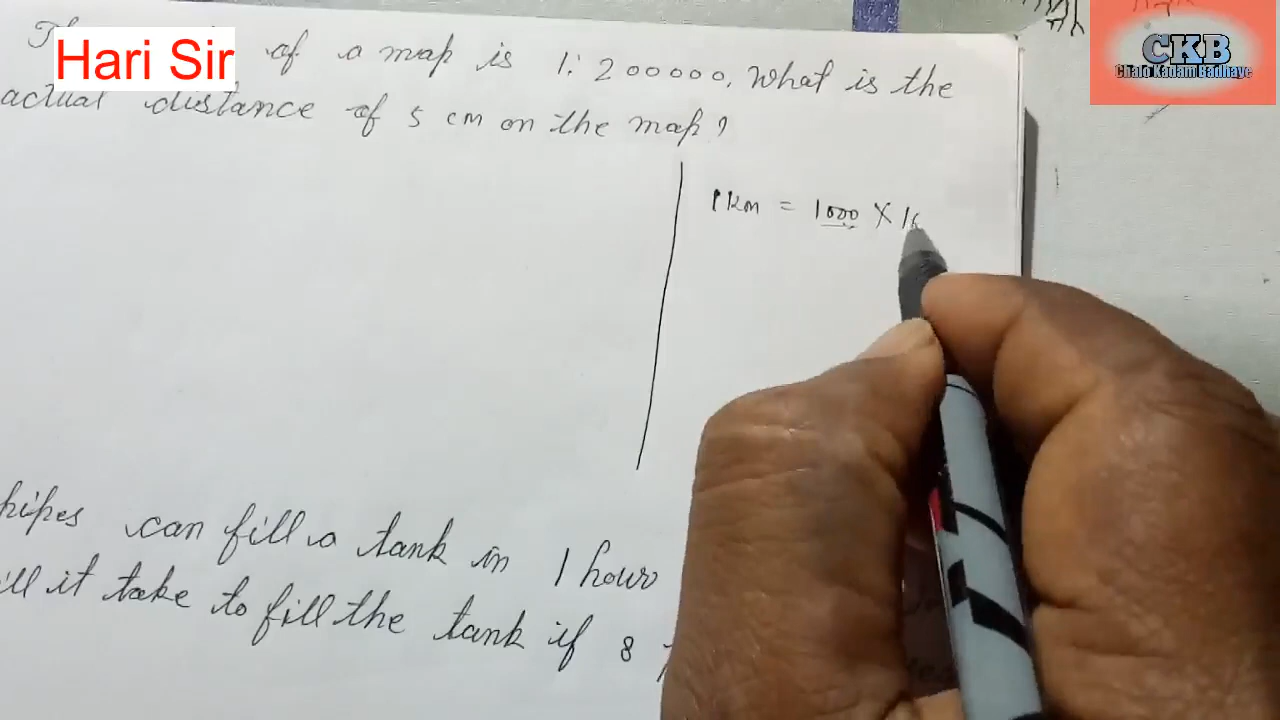 Hari Sir
of a map is 1: 200000. What is the
actual distance of 5 cm on the map?
CKB
Chalo Kadam Badhaye
1 km = 1000 X 10
pipes can fill a tank in 1 hour
ill it take to fill the tank if 8